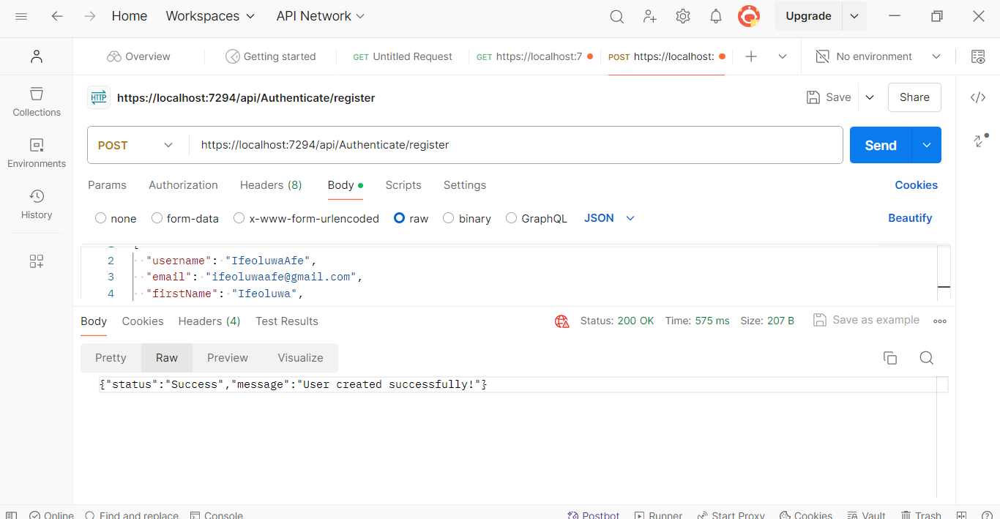 Home Workspaces API Network Upgrade
Overview Getting started GET Untitled Request GET https://localhost:7 POST https://localhost: No environment
HTTP https://localhost:7294/api/Authenticate/register Save Share
Collections
POST https://localhost:7294/api/Authenticate/register Send
Environments
Params Authorization Headers (8) Body Scripts Settings Cookies
History
none form-data x-www-form-urlencoded raw binary GraphQL JSON Beautify
2 "username": "IfeoluwaAfe",
3 "email": "ifeoluwaafe@gmail.com",
4 "firstName": "Ifeoluwa",
Body Cookies Headers (4) Test Results Status: 200 OK Time: 575 ms Size: 207 B Save as example
Pretty Raw Preview Visualize
{"status":"Success","message":"User created successfully!"}
Online Find and replace Console Postbot Runner Start Proxy Cookies Vault Trash